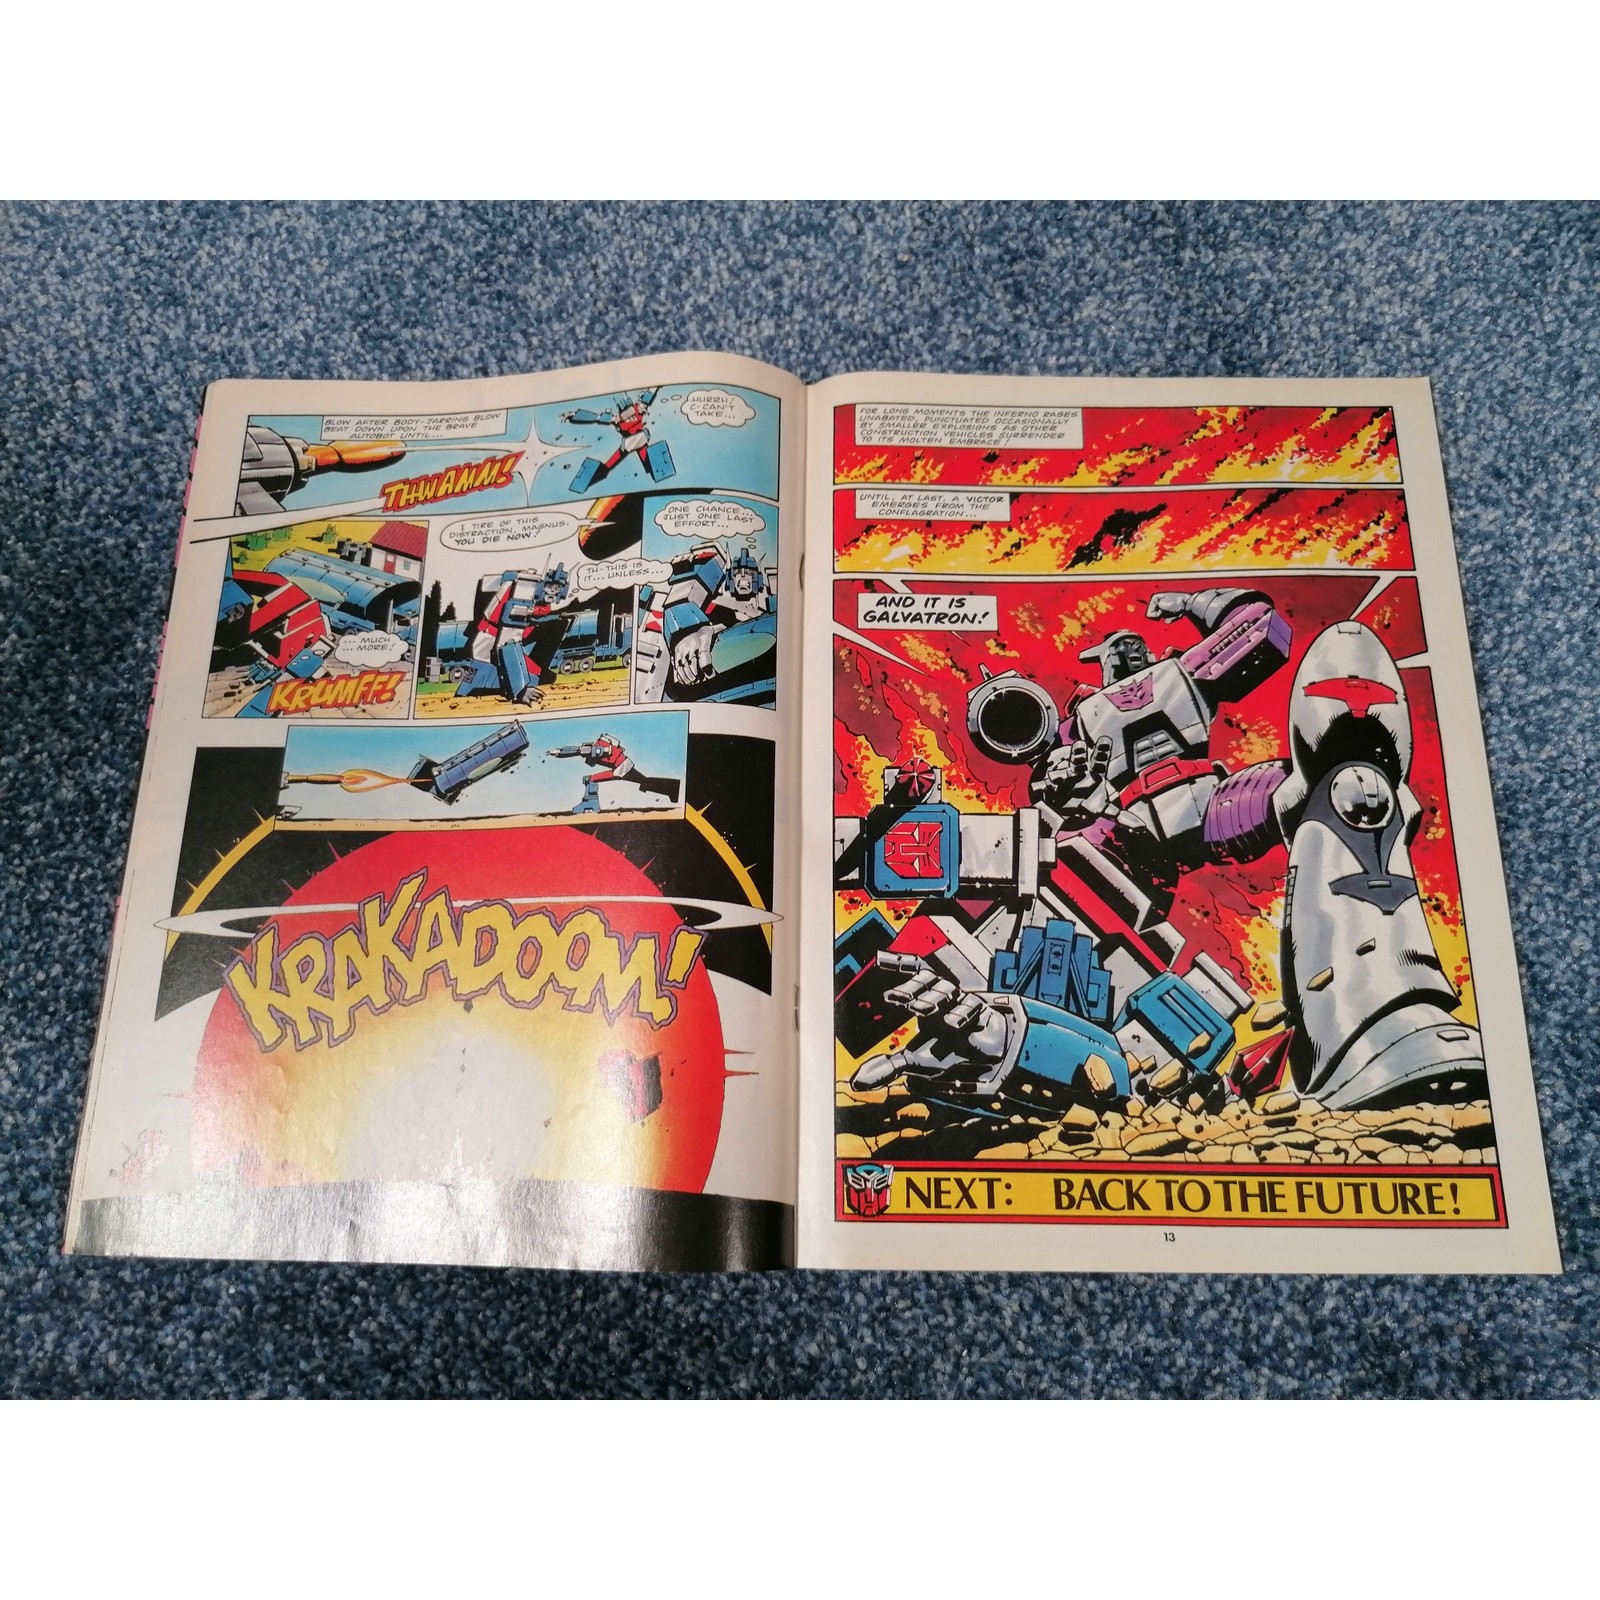 BLOW AFTER BODY-JARRING BLOW
BEAT DOWN UPON THE BRAVE
AUTOBOT UNTIL...
THWAMM!
HURRH!
C-CAN'T
TAKE...
... MUCH
... MORE!
KRUMFF!
I TIRE OF THIS
DISTRACTION, MAGNUS.
YOU DIE NOW!
TH-THIS IS
IT... UNLESS...
ONE CHANCE...
JUST ONE LAST
EFFORT...
KRAKADOOM!
FOR LONG MOMENTS THE INFERNO RAGES
UNABATED, PUNCTUATED OCCASIONALLY
BY SMALLER EXPLOSIONS AS OTHER
CONSTRUCTION VEHICLES SURRENDER
TO ITS MOLTEN EMBRACE!
UNTIL, AT LAST, A VICTOR
EMERGES FROM THE
CONFLAGRATION...
AND IT IS
GALVATRON!
NEXT: BACK TO THE FUTURE!
13